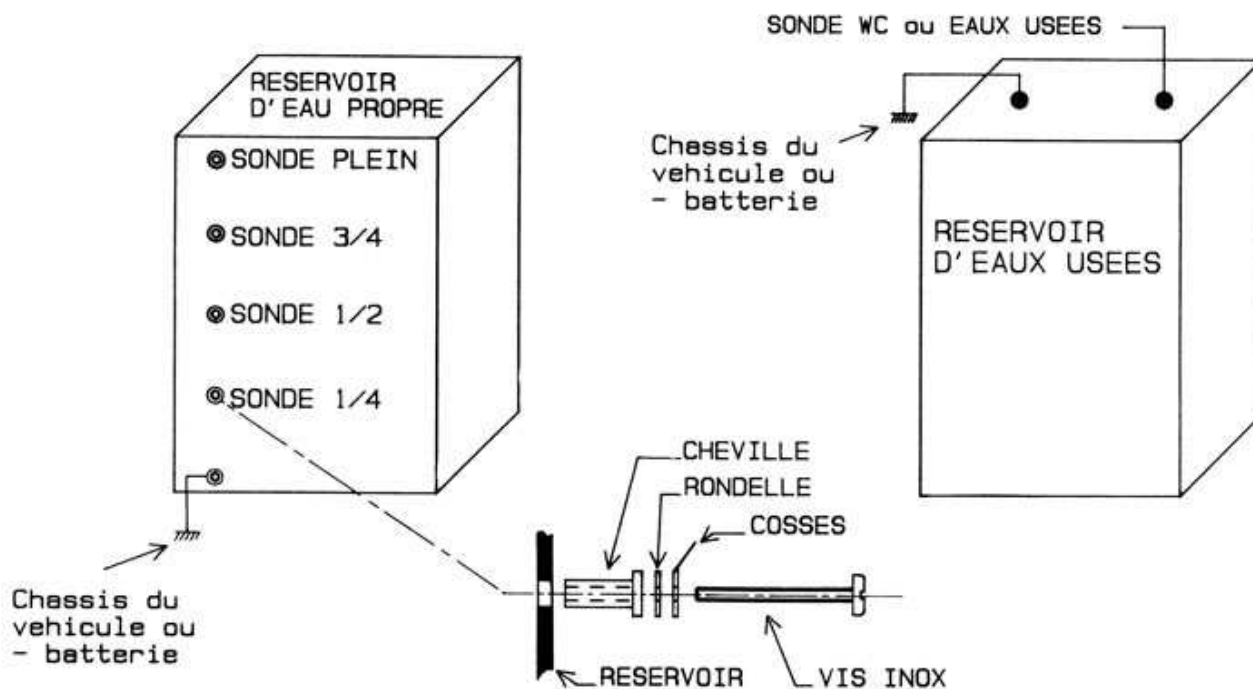 SONDE WC ou EAUX USEES
RESERVOIR
D'EAU PROPRE
SONDE PLEIN
SONDE 3/4
SONDE 1/2
SONDE 1/4
Chassis du
vehicule ou
- batterie
Chassis du
vehicule ou
- batterie
RESERVOIR
D'EAUX USEES
CHEVILLE
RONDELLE
COSSES
RESERVOIR
VIS INOX